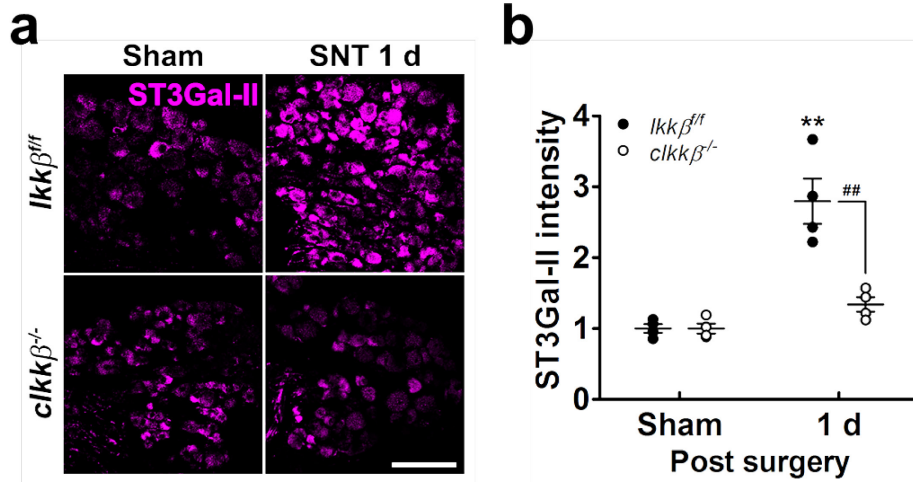 a
Sham
SNT 1 d
ST3Gal-II
Ikkβf/f
cIkkβ-/-
b
ST3Gal-II intensity
4
3
2
1
0
Ikkβf/f
cIkkβ-/-
**
##
Sham
1 d
Post surgery